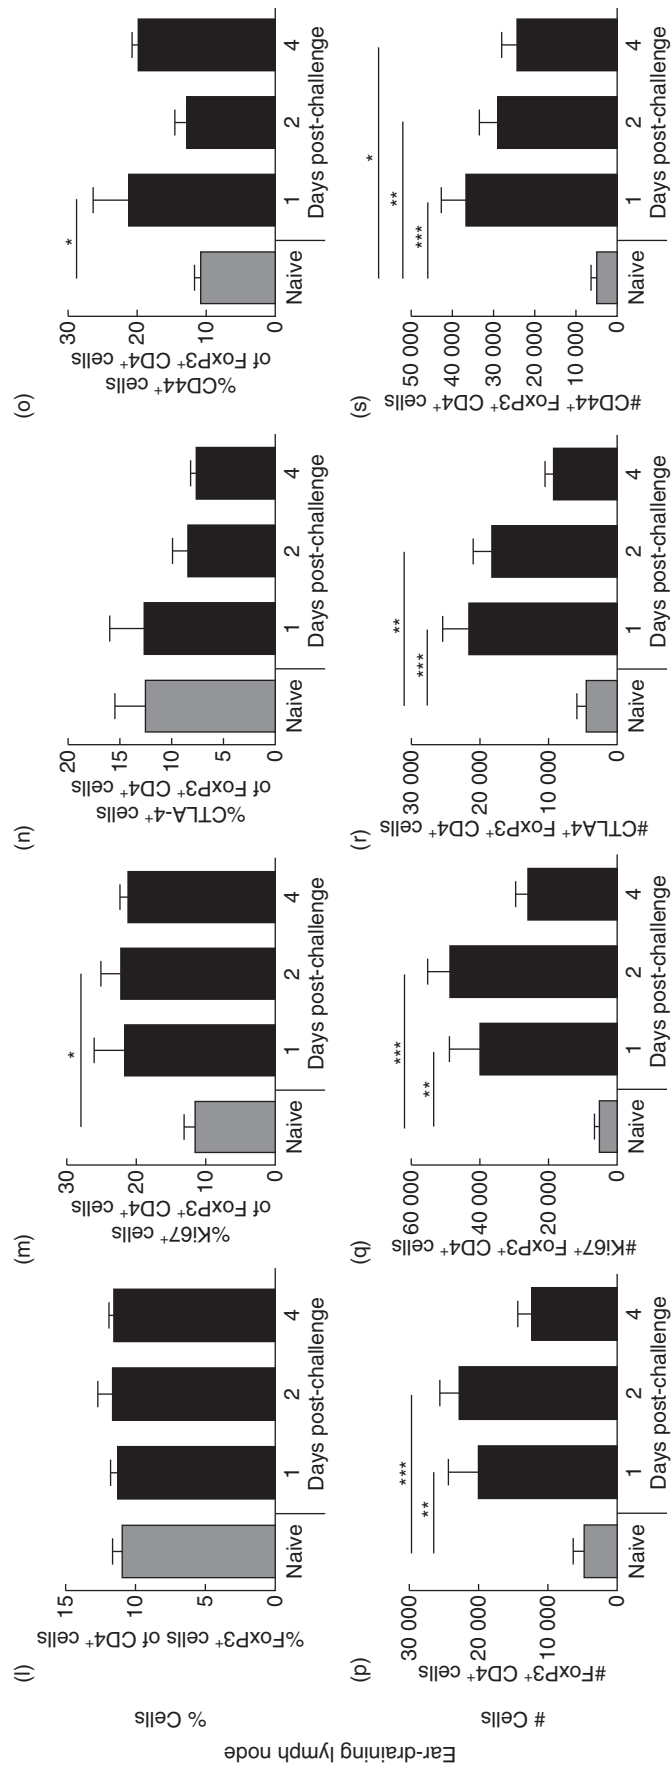 Ear-draining lymph node
% Cells
(l)
%FoxP3⁺ cells of CD4⁺ cells
15
10
5
0
Naive
1
2
4
Days post-challenge
(m)
%Ki67⁺ cells
of FoxP3⁺ CD4⁺ cells
30
20
10
0
*
Naive
1
2
4
Days post-challenge
(n)
%CTLA-4⁺ cells
of FoxP3⁺ CD4⁺ cells
20
15
10
5
0
Naive
1
2
4
Days post-challenge
(o)
%CD44⁺ cells
of FoxP3⁺ CD4⁺ cells
30
20
10
0
*
Naive
1
2
4
Days post-challenge
# Cells
(p)
#FoxP3⁺ CD4⁺ cells
30 000
20 000
10 000
0
***
**
Naive
1
2
4
Days post-challenge
(q)
#Ki67⁺ FoxP3⁺ CD4⁺ cells
60 000
40 000
20 000
0
***
**
Naive
1
2
4
Days post-challenge
(r)
#CTLA4⁺ FoxP3⁺ CD4⁺ cells
30 000
20 000
10 000
0
**
***
Naive
1
2
4
Days post-challenge
(s)
#CD44⁺ FoxP3⁺ CD4⁺ cells
50 000
40 000
30 000
20 000
10 000
0
*
**
***
Naive
1
2
4
Days post-challenge